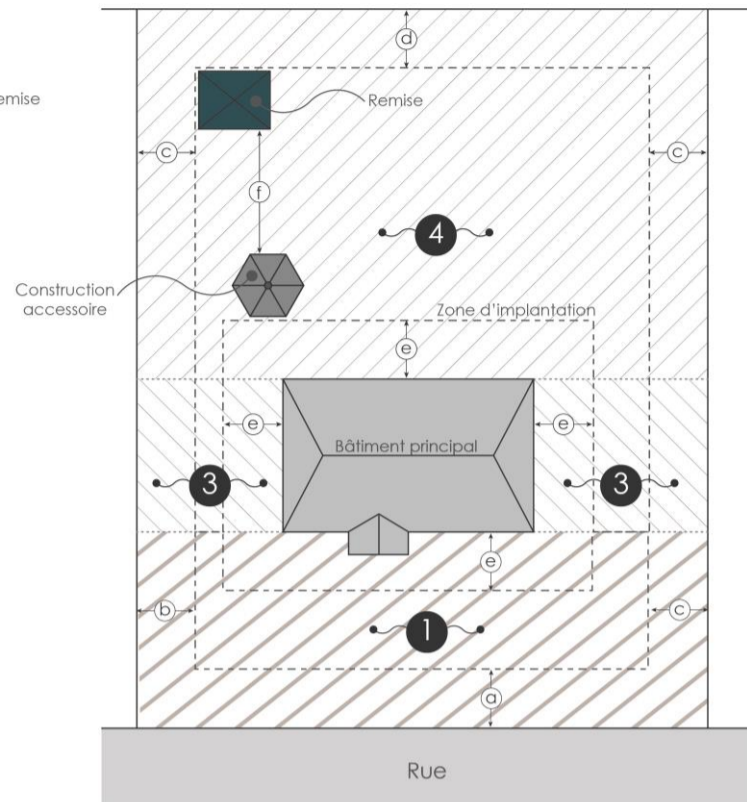 d
emise
Remise
c
c
f
4
Construction
accessoire
Zone d'implantation
e
e
e
Bâtiment principal
3
3
e
b
c
1
a
Rue